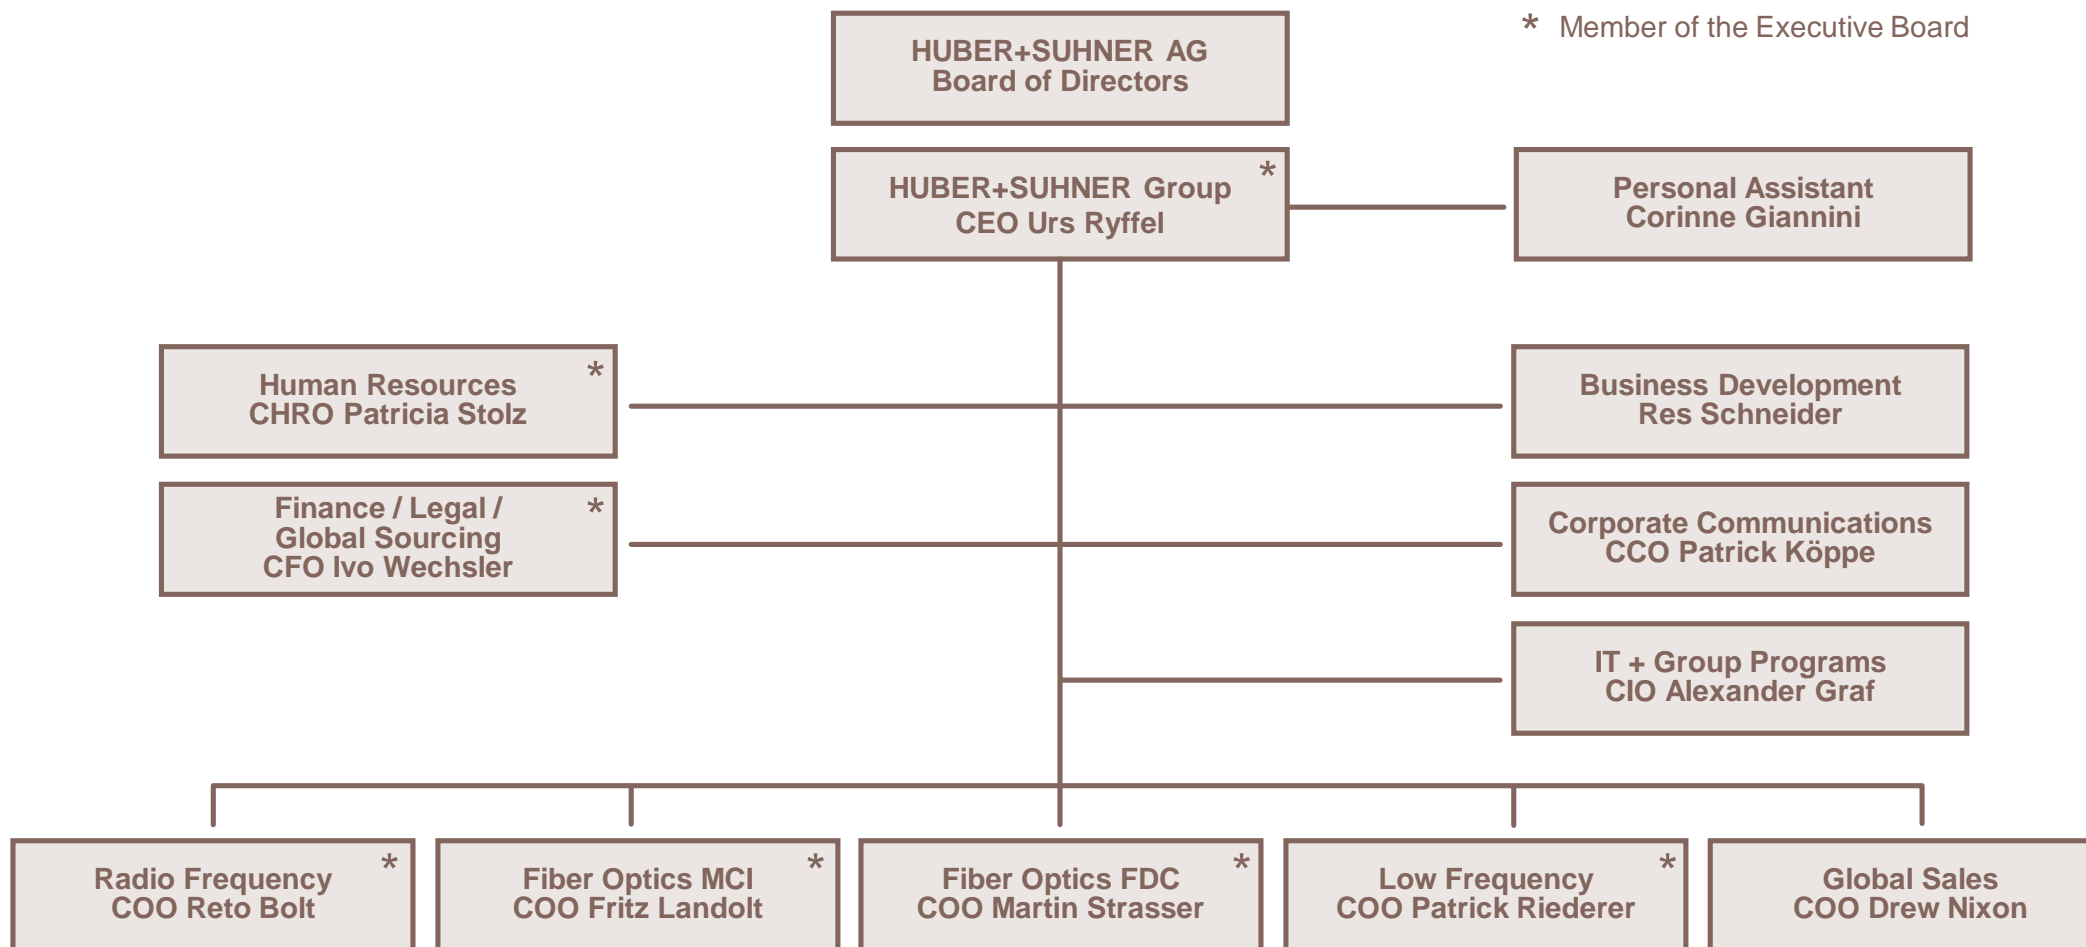 HUBER+SUHNER AG
Board of Directors
* Member of the Executive Board
HUBER+SUHNER Group *
CEO Urs Ryffel
Personal Assistant
Corinne Giannini
Human Resources *
CHRO Patricia Stolz
Business Development
Res Schneider
Finance / Legal / *
Global Sourcing
CFO Ivo Wechsler
Corporate Communications
CCO Patrick Köppe
IT + Group Programs
CIO Alexander Graf
Radio Frequency *
COO Reto Bolt
Fiber Optics MCI *
COO Fritz Landolt
Fiber Optics FDC *
COO Martin Strasser
Low Frequency *
COO Patrick Riederer
Global Sales
COO Drew Nixon